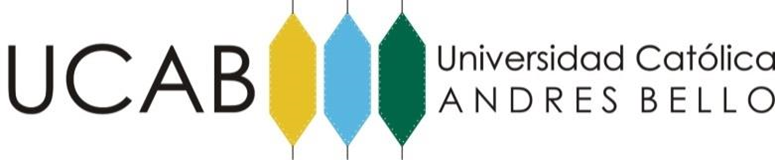 UCAB
Universidad Católica
ANDRES BELLO